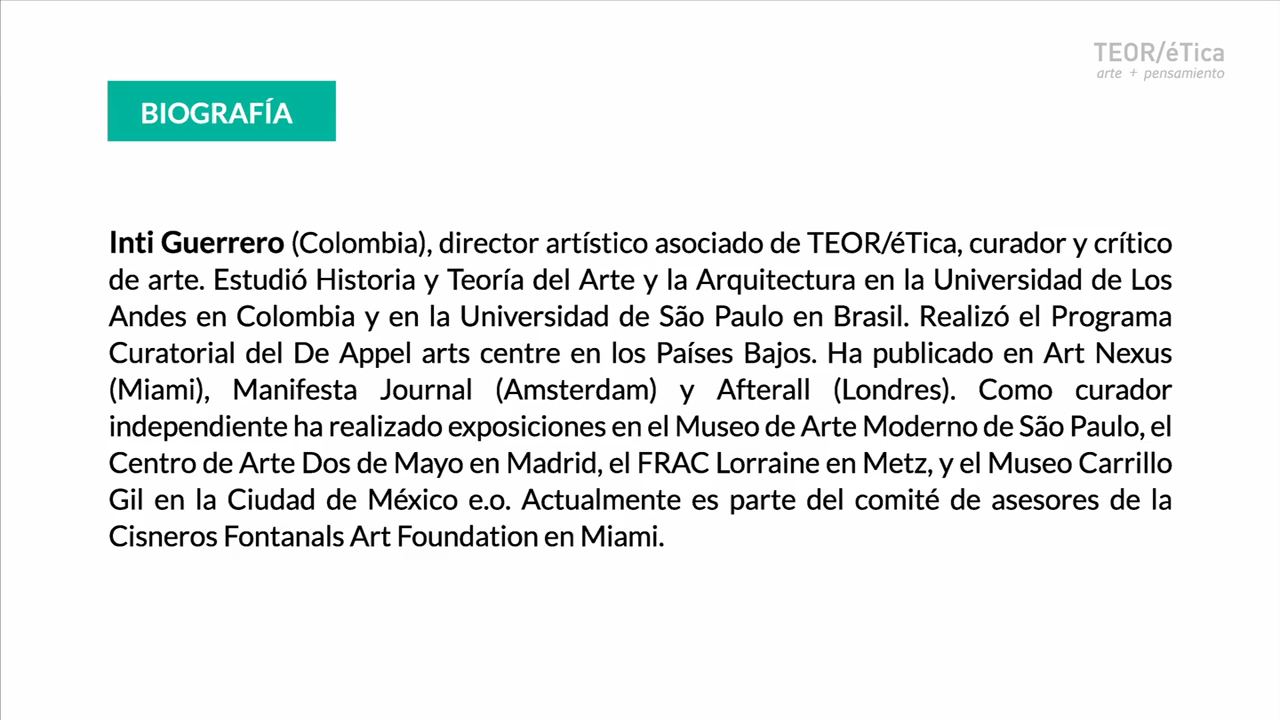 TEOR/éTica
arte + pensamiento
BIOGRAFÍA
Inti Guerrero (Colombia), director artístico asociado de TEOR/éTica, curador y crítico
de arte. Estudió Historia y Teoría del Arte y la Arquitectura en la Universidad de Los
Andes en Colombia y en la Universidad de São Paulo en Brasil. Realizó el Programa
Curatorial del De Appel arts centre en los Países Bajos. Ha publicado en Art Nexus
(Miami), Manifesta Journal (Amsterdam) y Afterall (Londres). Como curador
independiente ha realizado exposiciones en el Museo de Arte Moderno de São Paulo, el
Centro de Arte Dos de Mayo en Madrid, el FRAC Lorraine en Metz, y el Museo Carrillo
Gil en la Ciudad de México e.o. Actualmente es parte del comité de asesores de la
Cisneros Fontanals Art Foundation en Miami.